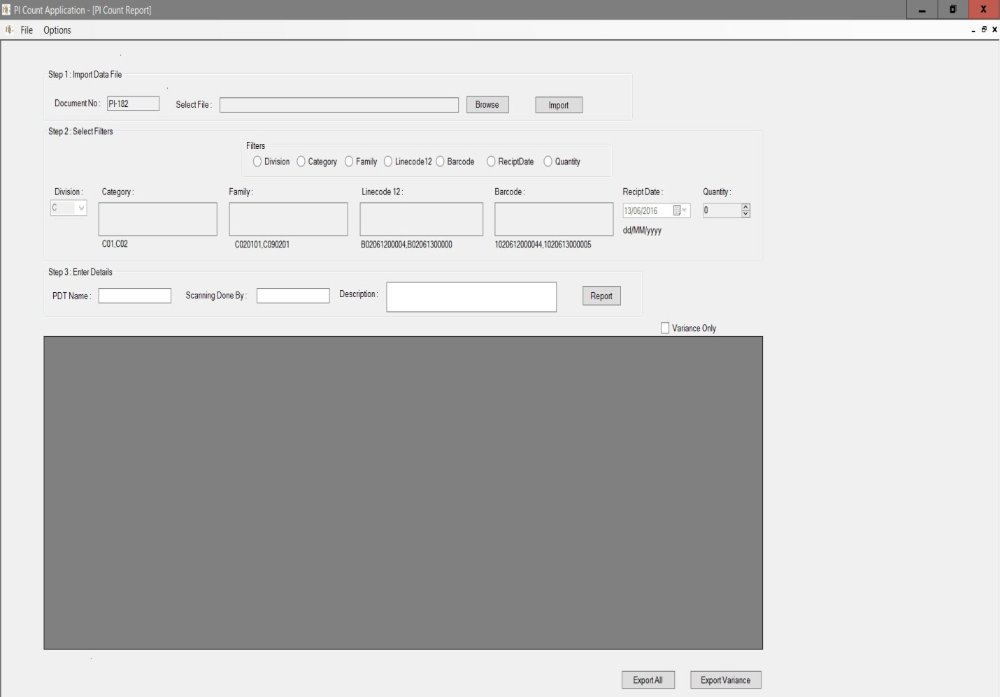 PI Count Application - [PI Count Report]
File Options
Step 1 : Import Data File
Document No : PI-182 Select File : Browse Import
Step 2 : Select Filters
Filters
Division Category Family Linecode12 Barcode ReciptDate Quantity
Division : Category : Family : Linecode 12 : Barcode : Recipt Date : Quantity :
C 13/06/2016 0
dd/MM/yyyy
C01,C02 C020101,C090201 B02061200004,B02061300000 1020612000044,1020613000005
Step 3 : Enter Details
PDT Name : Scanning Done By : Description : Report
Variance Only
Export All Export Variance